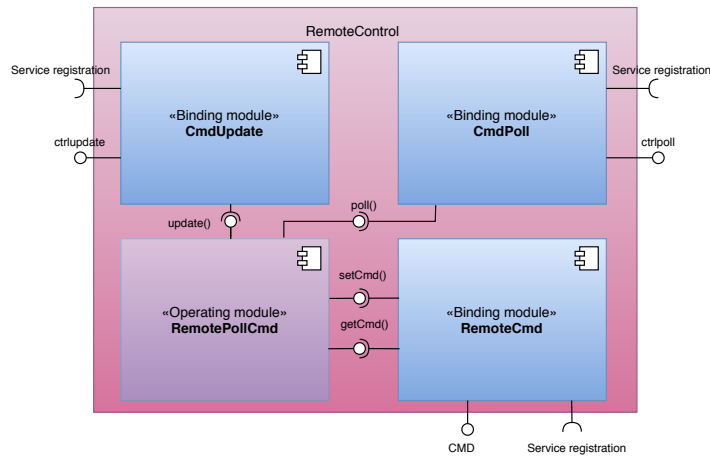 RemoteControl
Service registration
Service registration
«Binding module»
CmdUpdate
«Binding module»
CmdPoll
ctrlupdate
ctrlpoll
update()
poll()
«Operating module»
RemotePollCmd
setCmd()
getCmd()
«Binding module»
RemoteCmd
CMD
Service registration